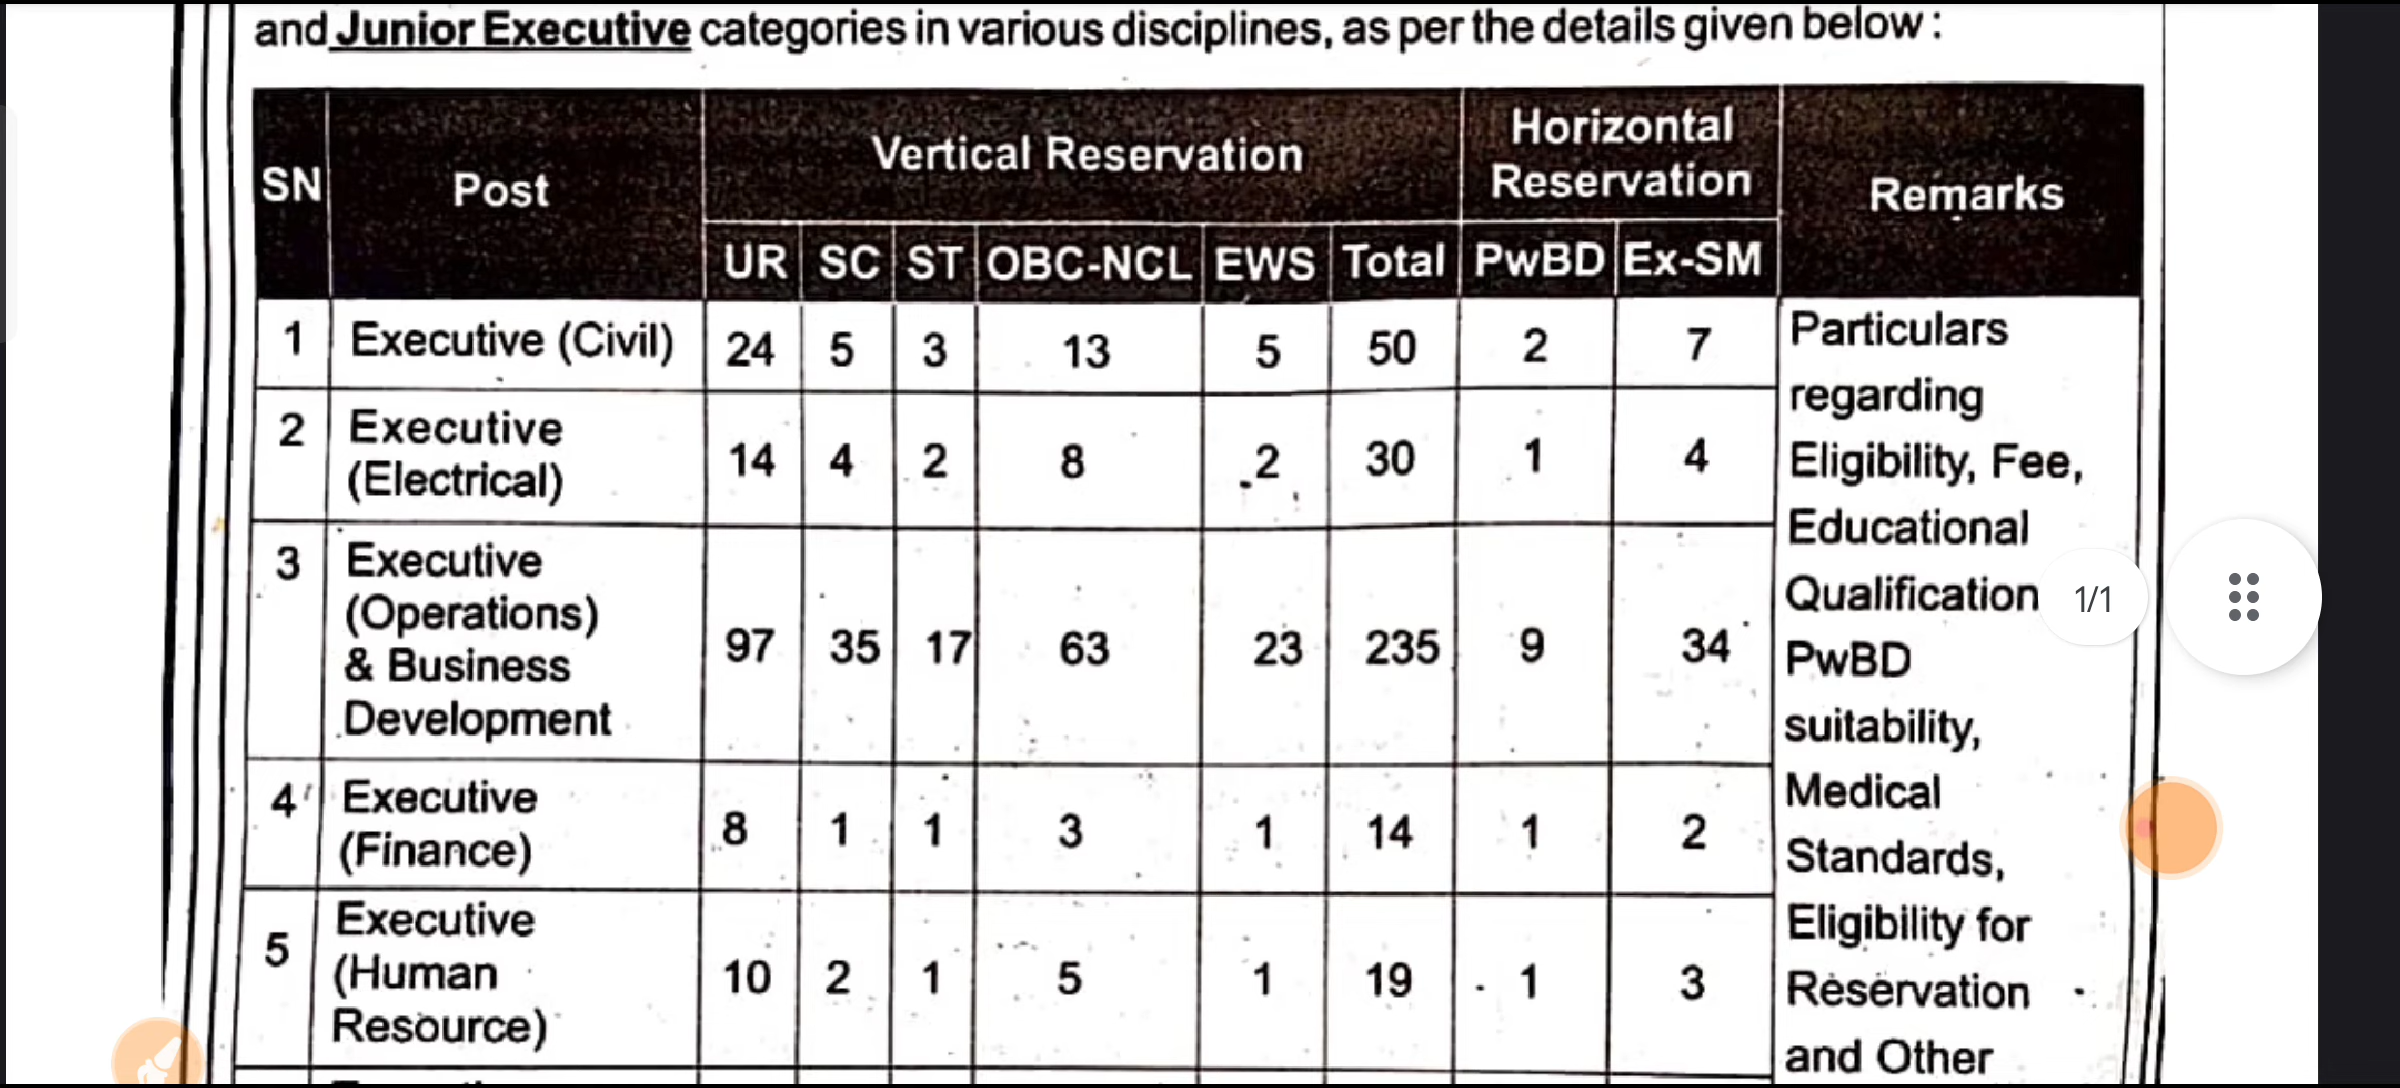 and Junior Executive categories in various disciplines, as per the details given below :
SN Post Vertical Reservation Horizontal Reservation Remarks
UR SC ST OBC-NCL EWS Total PwBD Ex-SM
1 Executive (Civil) 24 5 3 13 5 50 2 7
2 Executive (Electrical) 14 4 2 8 2 30 1 4
3 Executive (Operations) & Business Development 97 35 17 63 23 235 9 34
4 Executive (Finance) 8 1 1 3 1 14 1 2
5 Executive (Human Resource) 10 2 1 5 1 19 1 3
Particulars
regarding
Eligibility, Fee,
Educational
Qualification
PwBD
suitability,
Medical
Standards,
Eligibility for
Reservation
and Other
1/1